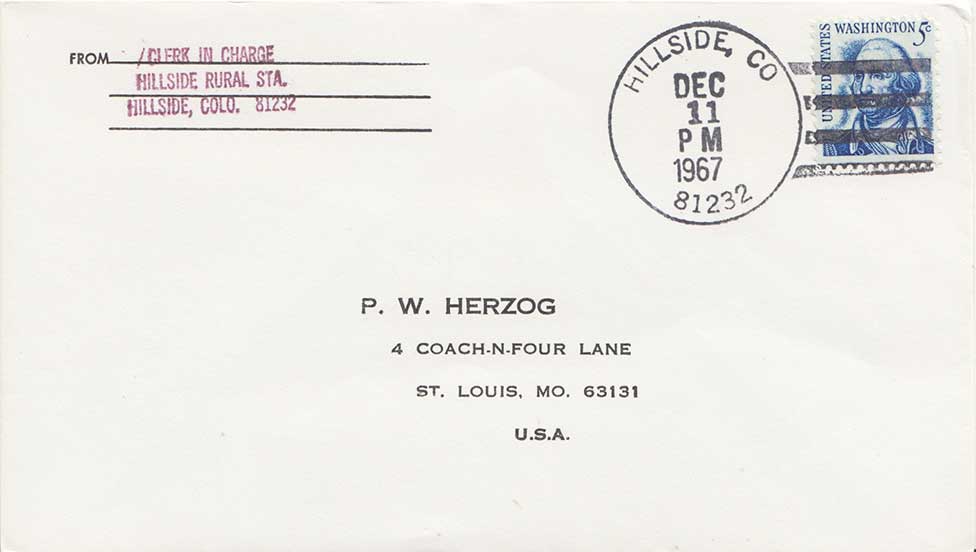 FROM /CLERK IN CHARGE
HILLSIDE RURAL STA.
HILLSIDE, COLO. 81232
HILLSIDE, CO
DEC
11
PM
1967
81232
UNITED STATES
WASHINGTON 5c
P. W. HERZOG
4 COACH-N-FOUR LANE
ST. LOUIS, MO. 63131
U.S.A.